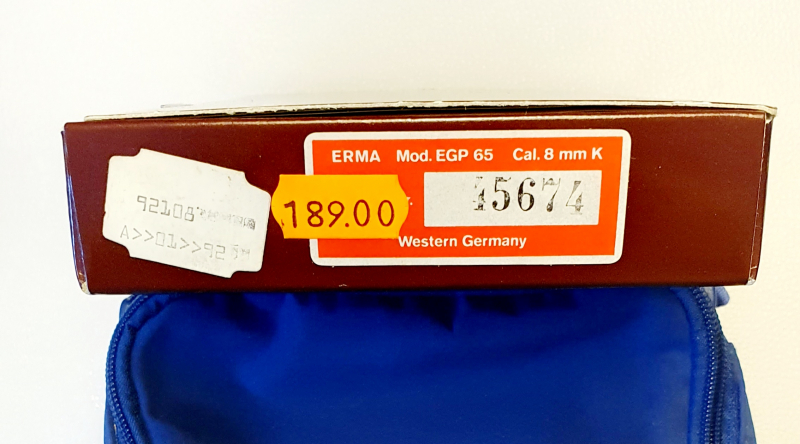 ERMA Mod. EGP 65 Cal. 8 mm K
45674
189.00
Western Germany
92108
A>>01>>92